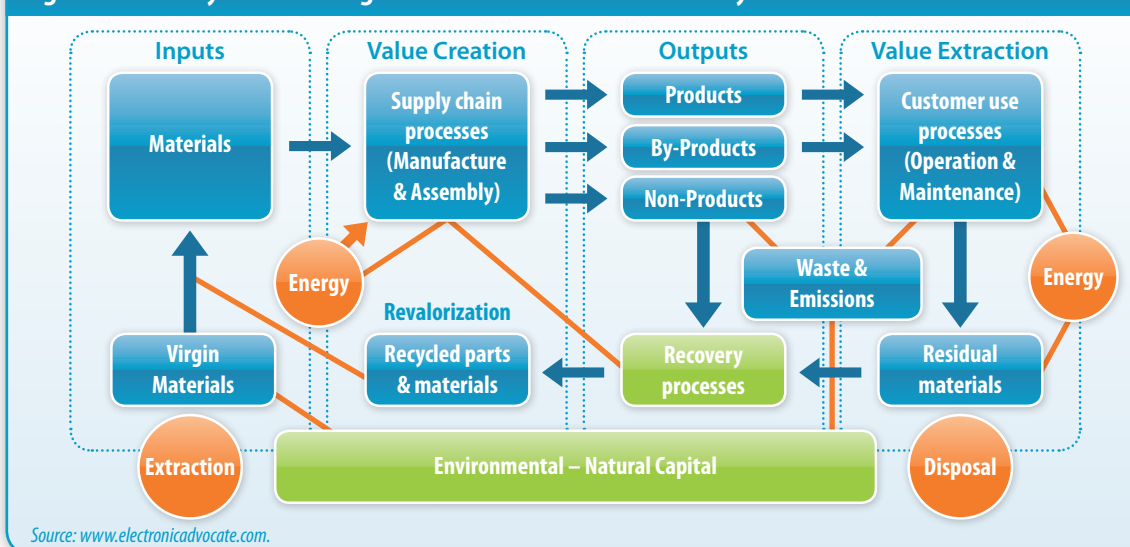 Inputs
Value Creation
Outputs
Value Extraction
Materials
Supply chain
processes
(Manufacture
& Assembly)
Products
By-Products
Non-Products
Customer use
processes
(Operation &
Maintenance)
Energy
Waste &
Emissions
Energy
Revalorization
Virgin
Materials
Recycled parts
& materials
Recovery
processes
Residual
materials
Extraction
Environmental – Natural Capital
Disposal
Source: www.electronicadvocate.com.